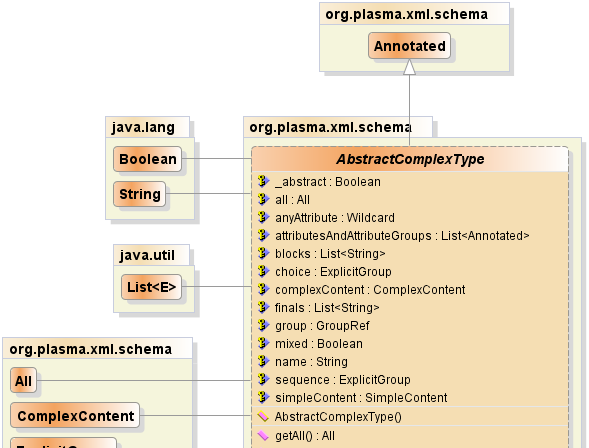 org.plasma.xml.schema
Annotated
java.lang
Boolean
String
java.util
List<E>
org.plasma.xml.schema
All
ComplexContent
org.plasma.xml.schema
AbstractComplexType
_abstract : Boolean
all : All
anyAttribute : Wildcard
attributesAndAttributeGroups : List<Annotated>
blocks : List<String>
choice : ExplicitGroup
complexContent : ComplexContent
finals : List<String>
group : GroupRef
mixed : Boolean
name : String
sequence : ExplicitGroup
simpleContent : SimpleContent
AbstractComplexType()
getAll() : All